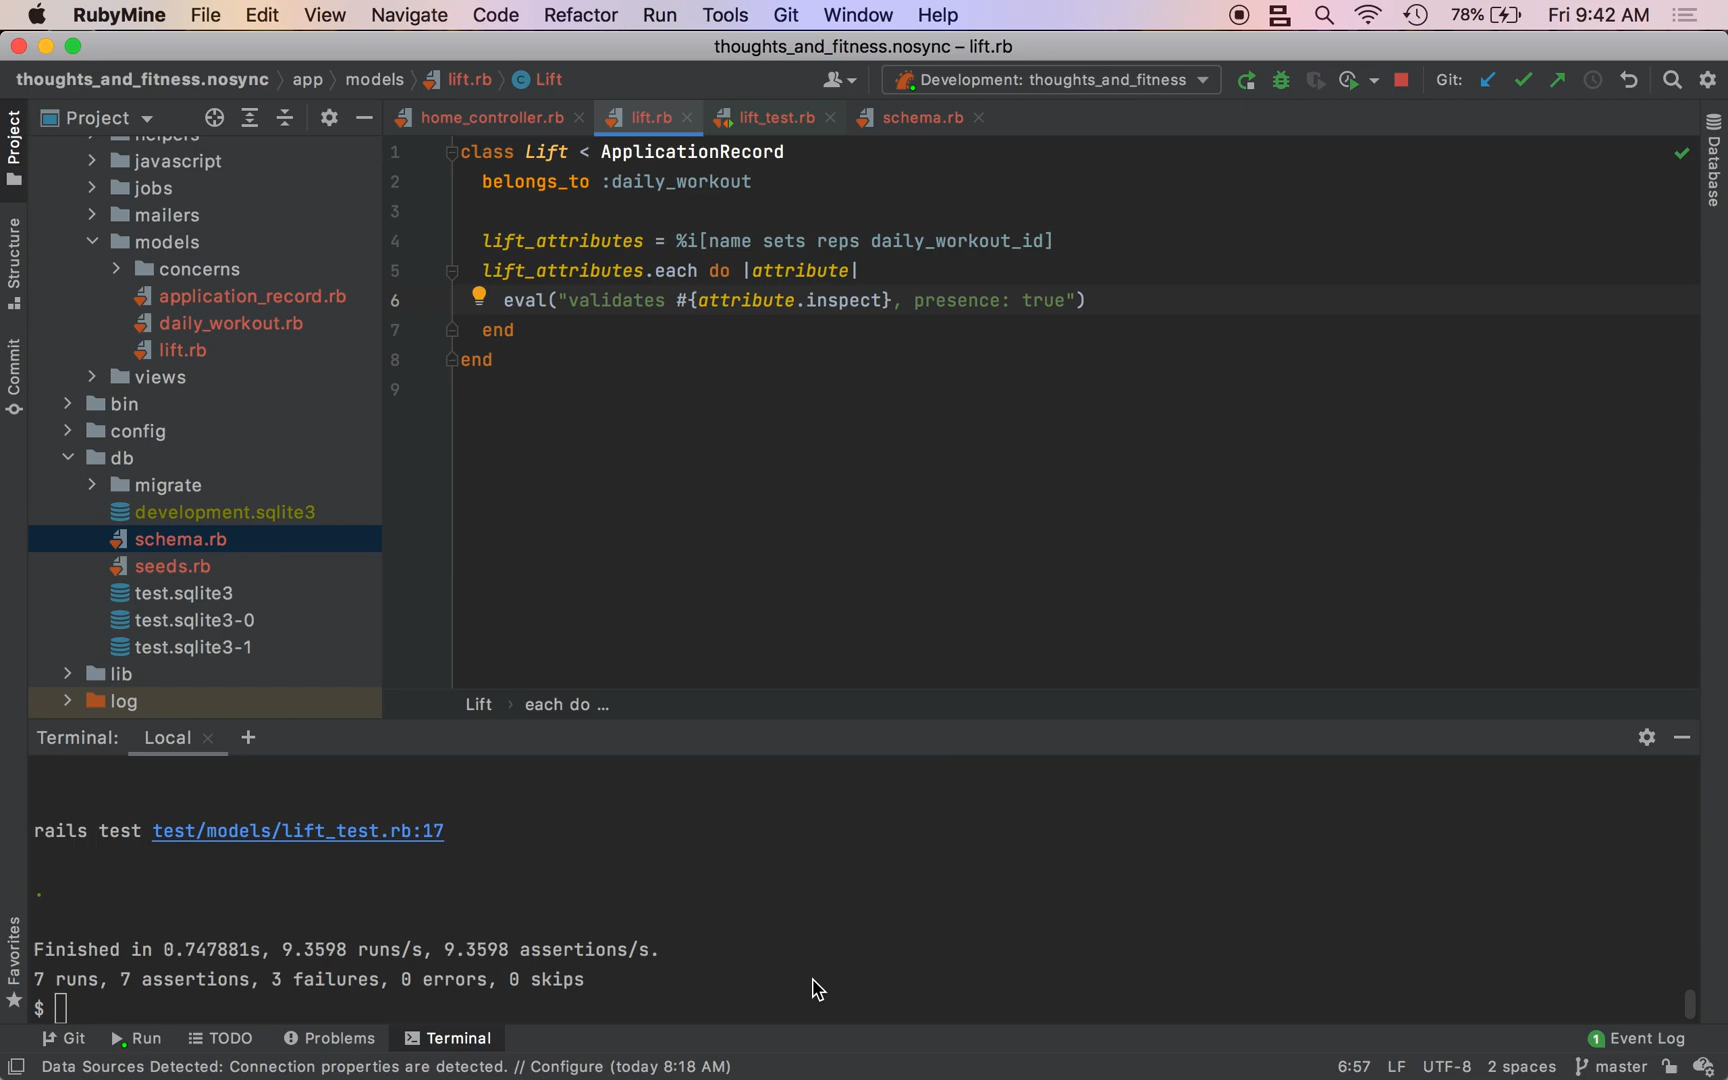 RubyMine File Edit View Navigate Code Refactor Run Tools Git Window Help 78% Fri 9:42 AM
thoughts_and_fitness.nosync – lift.rb
thoughts_and_fitness.nosync app models lift.rb C Lift Development: thoughts_and_fitness Git:
Project
home_controller.rb lift.rb lift_test.rb schema.rb
Project
Structure
Commit
Favorites
Database
helpers
javascript
jobs
mailers
models
concerns
application_record.rb
daily_workout.rb
lift.rb
views
bin
config
db
migrate
development.sqlite3
schema.rb
seeds.rb
test.sqlite3
test.sqlite3-0
test.sqlite3-1
lib
log
1 class Lift < ApplicationRecord
2 belongs_to :daily_workout
3
4 lift_attributes = %i[name sets reps daily_workout_id]
5 lift_attributes.each do |attribute|
6 eval("validates #{attribute.inspect}, presence: true")
7 end
8 end
9
Lift › each do ...
Terminal: Local +
rails test test/models/lift_test.rb:17
.
Finished in 0.747881s, 9.3598 runs/s, 9.3598 assertions/s.
7 runs, 7 assertions, 3 failures, 0 errors, 0 skips
$
Git Run TODO Problems Terminal 1 Event Log
Data Sources Detected: Connection properties are detected. // Configure (today 8:18 AM) 6:57 LF UTF-8 2 spaces master